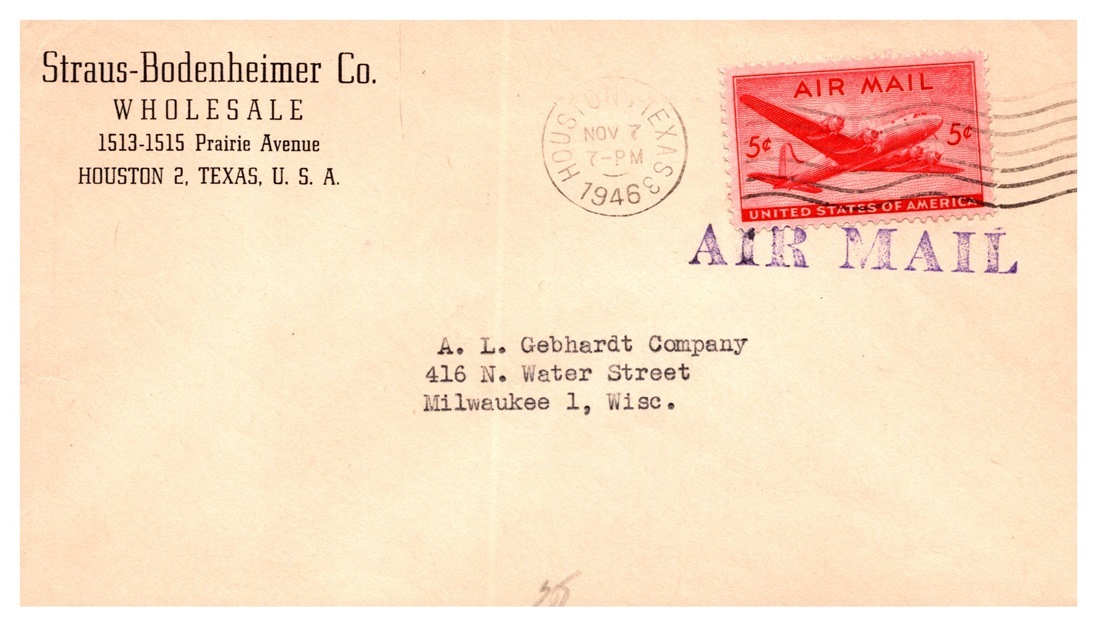 Straus-Bodenheimer Co.
WHOLESALE
1513-1515 Prairie Avenue
HOUSTON 2, TEXAS, U. S. A.
HOUSTON, TEXAS 3
NOV 7
7-PM
1946
AIR MAIL
5¢ 5¢
UNITED STATES OF AMERICA
AIR MAIL
A. L. Gebhardt Company
416 N. Water Street
Milwaukee 1, Wisc.